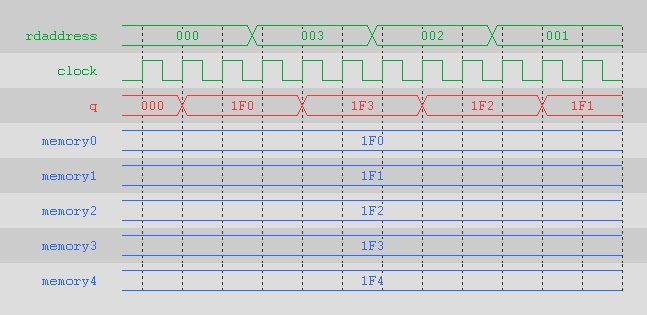 rdaddress 000 003 002 001
clock
q 000 1F0 1F3 1F2 1F1
memory0 1F0
memory1 1F1
memory2 1F2
memory3 1F3
memory4 1F4